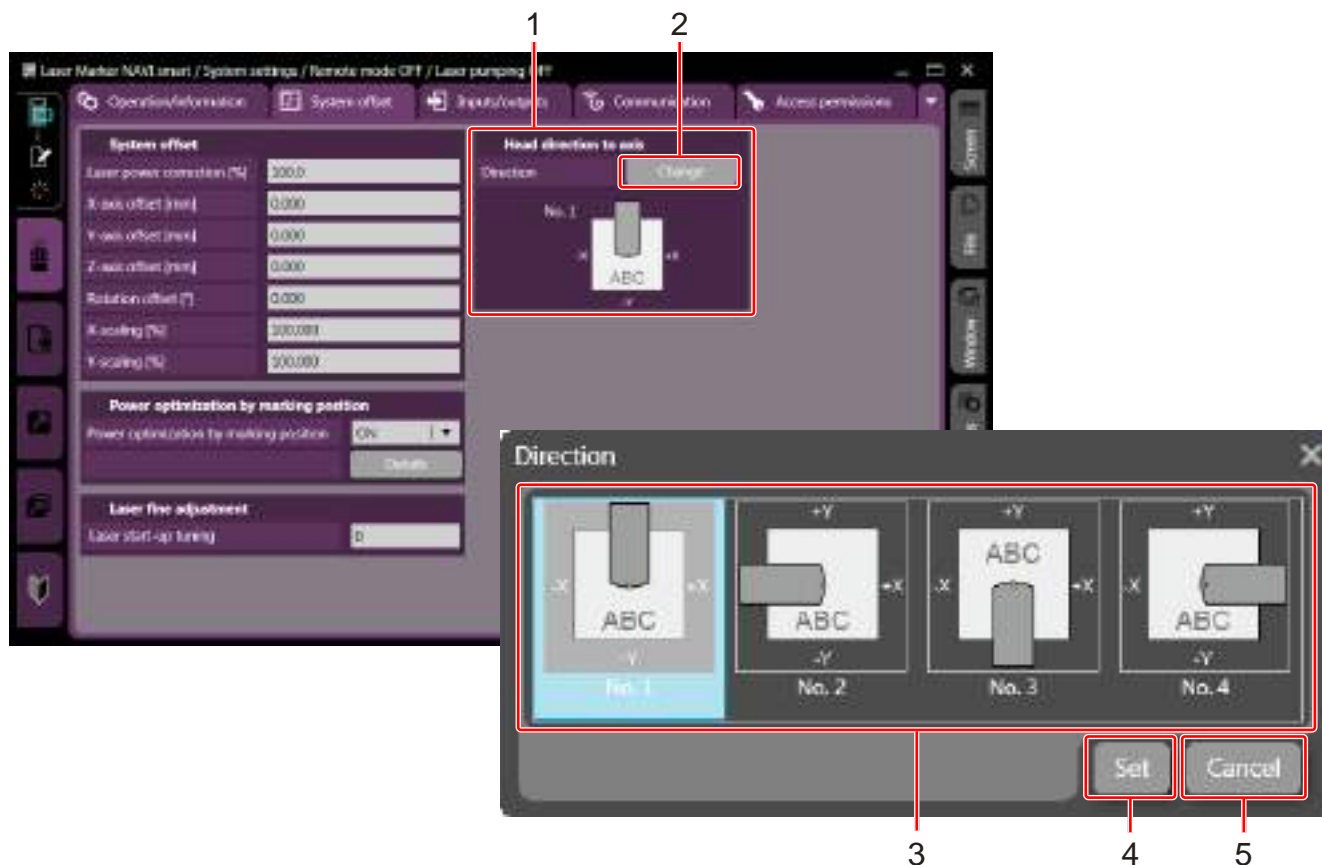 1 2
Laser Marker NAVI smart / System settings / Remote mode OFF / Laser pumping OFF
Operation/information System offset Inputs/outputs Communication Access permissions
System offset
Laser power correction [%] 100.0
X-axis offset [mm] 0.000
Y-axis offset [mm] 0.000
Z-axis offset [mm] 0.000
Rotation offset [°] 0.000
X-scaling [%] 100.000
Y-scaling [%] 100.000
Power optimization by marking position
Power optimization by marking position ON
Details
Laser fine adjustment
Laser start-up tuning 0
Head direction to axis
Direction Change
No. 1
-X +X
ABC
-Y
Screen
File
Window
Direction
+Y +Y +Y
ABC
-X +X +X -X +X -X
ABC ABC ABC
-Y -Y -Y
No. 1 No. 2 No. 3 No. 4
Set Cancel
3 4 5